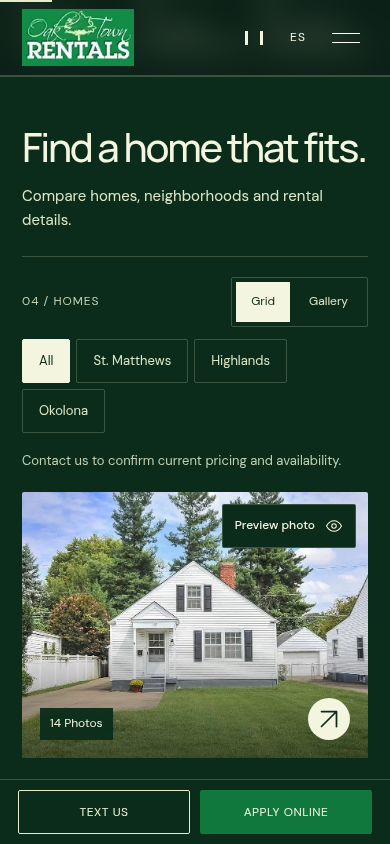 Oak Town
RENTALS
ES
Find a home that fits.
Compare homes, neighborhoods and rental
details.
04 / HOMES
Grid
Gallery
All
St. Matthews
Highlands
Okolona
Contact us to confirm current pricing and availability.
Preview photo
14 Photos
TEXT US
APPLY ONLINE